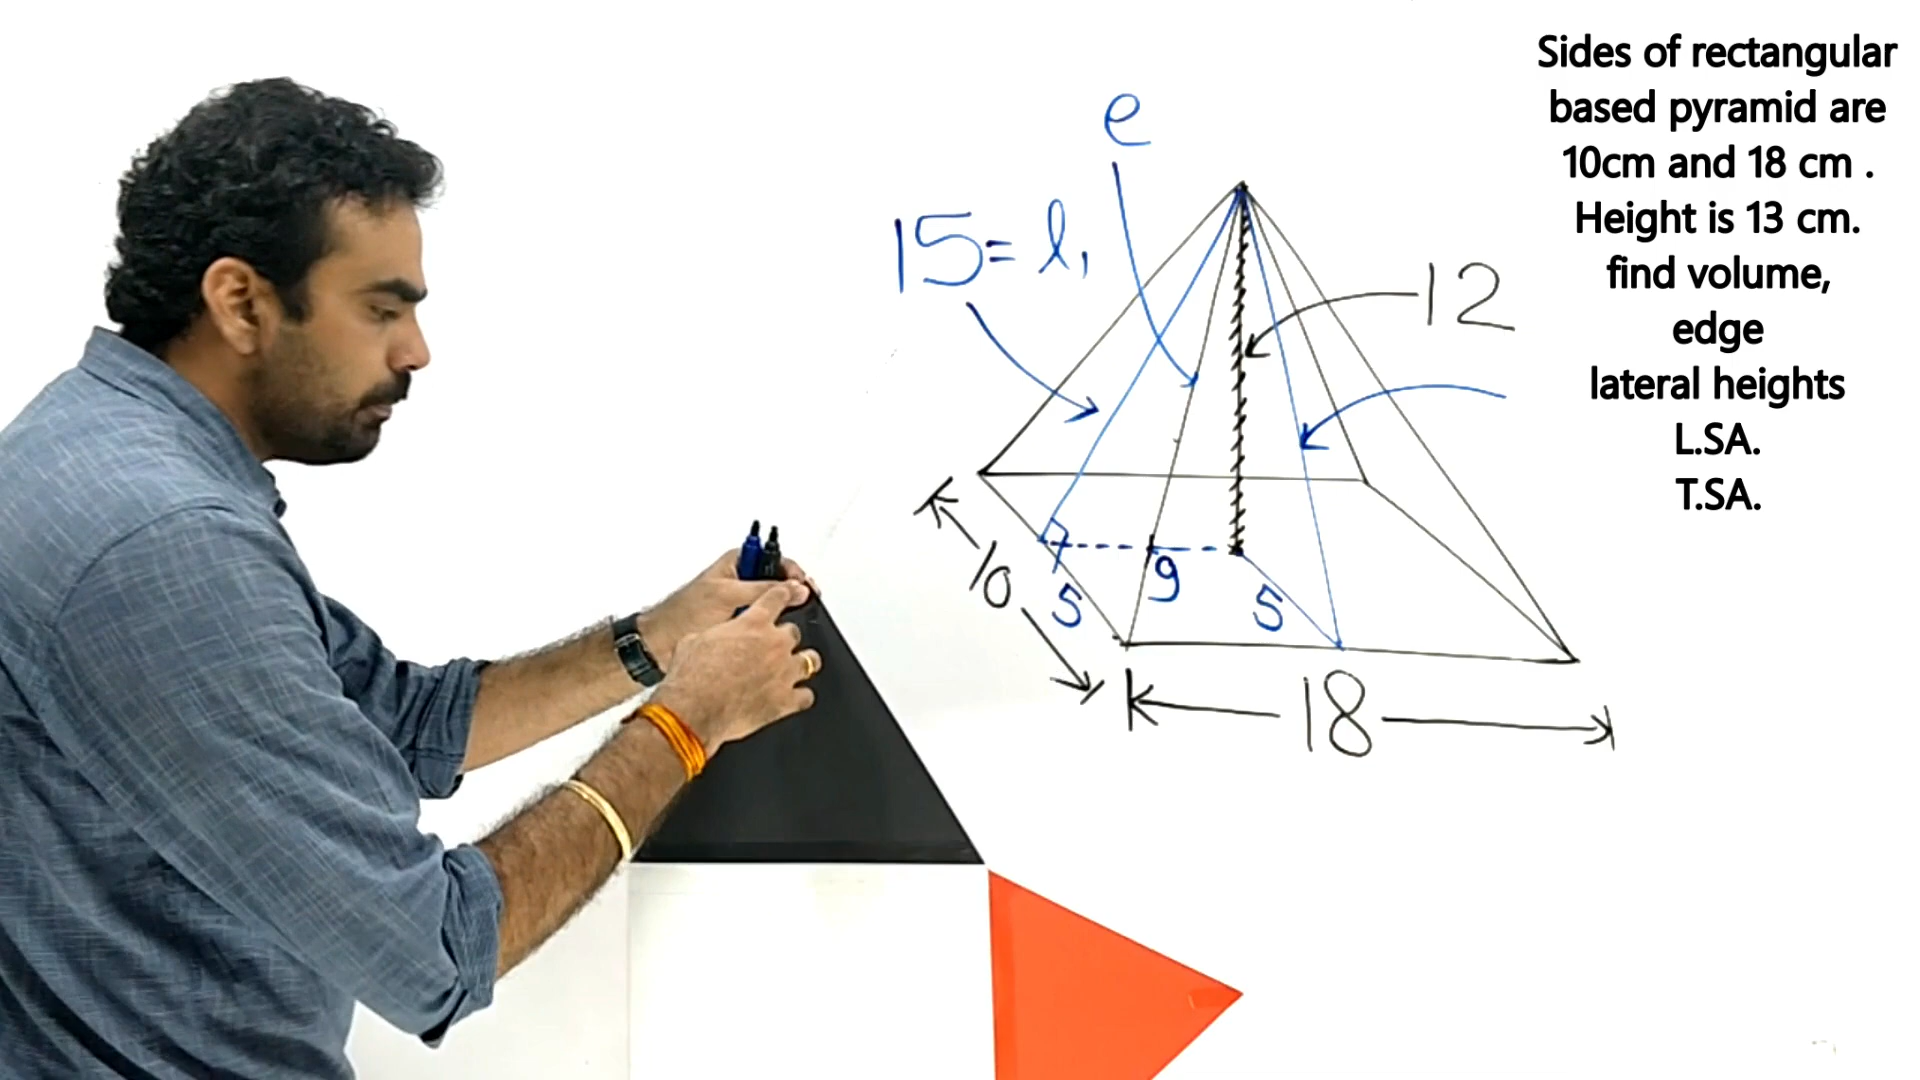 Sides of rectangular
based pyramid are
10cm and 18 cm .
Height is 13 cm.
find volume,
edge
lateral heights
L.SA.
T.SA.
e
15 = l₁
12
10
5
9
5
18